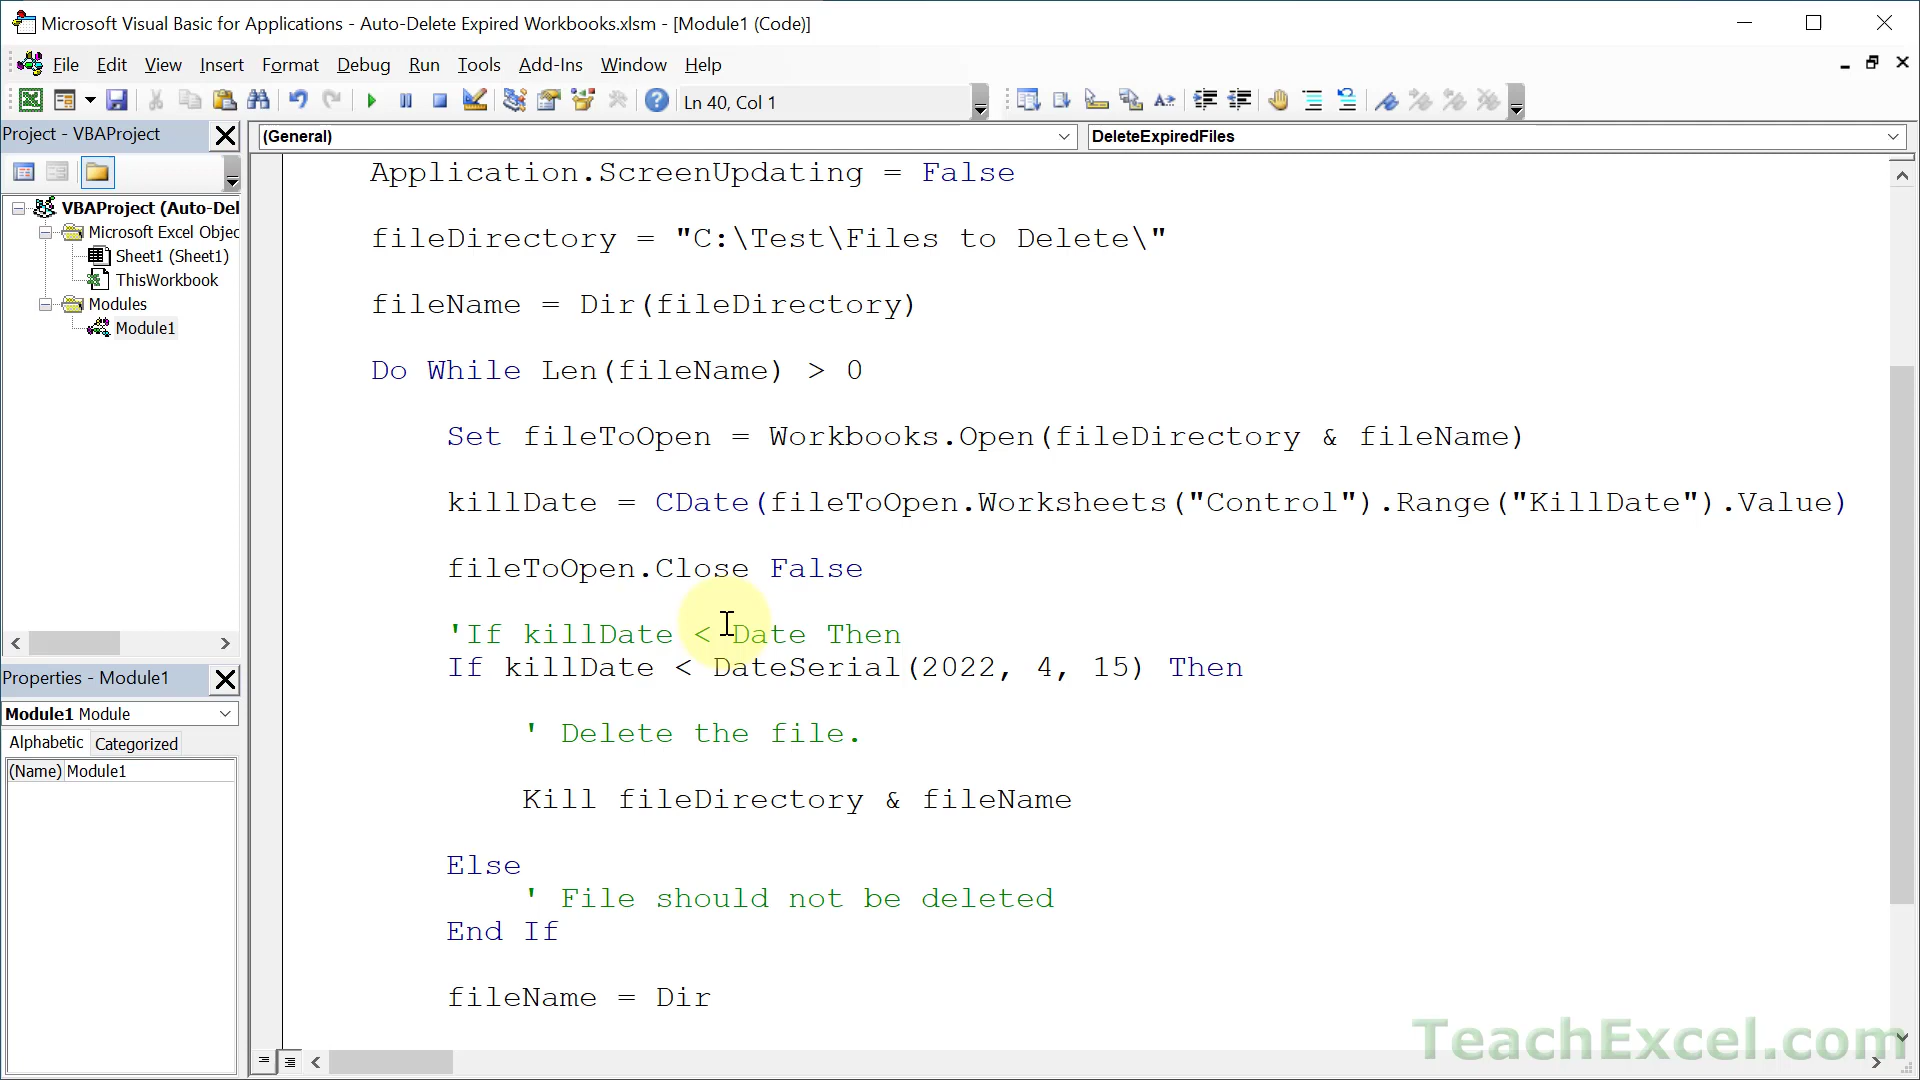 Microsoft Visual Basic for Applications - Auto-Delete Expired Workbooks.xlsm - [Module1 (Code)]
File Edit View Insert Format Debug Run Tools Add-Ins Window Help
Ln 40, Col 1
Project - VBAProject
(General)
DeleteExpiredFiles
VBAProject (Auto-Del
Microsoft Excel Objec
Sheet1 (Sheet1)
ThisWorkbook
Modules
Module1
Properties - Module1
Module1 Module
Alphabetic Categorized
(Name) Module1
Application.ScreenUpdating = False
fileDirectory = "C:\Test\Files to Delete\"
fileName = Dir(fileDirectory)
Do While Len(fileName) > 0
Set fileToOpen = Workbooks.Open(fileDirectory & fileName)
killDate = CDate(fileToOpen.Worksheets("Control").Range("KillDate").Value)
fileToOpen.Close False
'If killDate < Date Then
If killDate < DateSerial(2022, 4, 15) Then
' Delete the file.
Kill fileDirectory & fileName
Else
' File should not be deleted
End If
fileName = Dir
TeachExcel.com